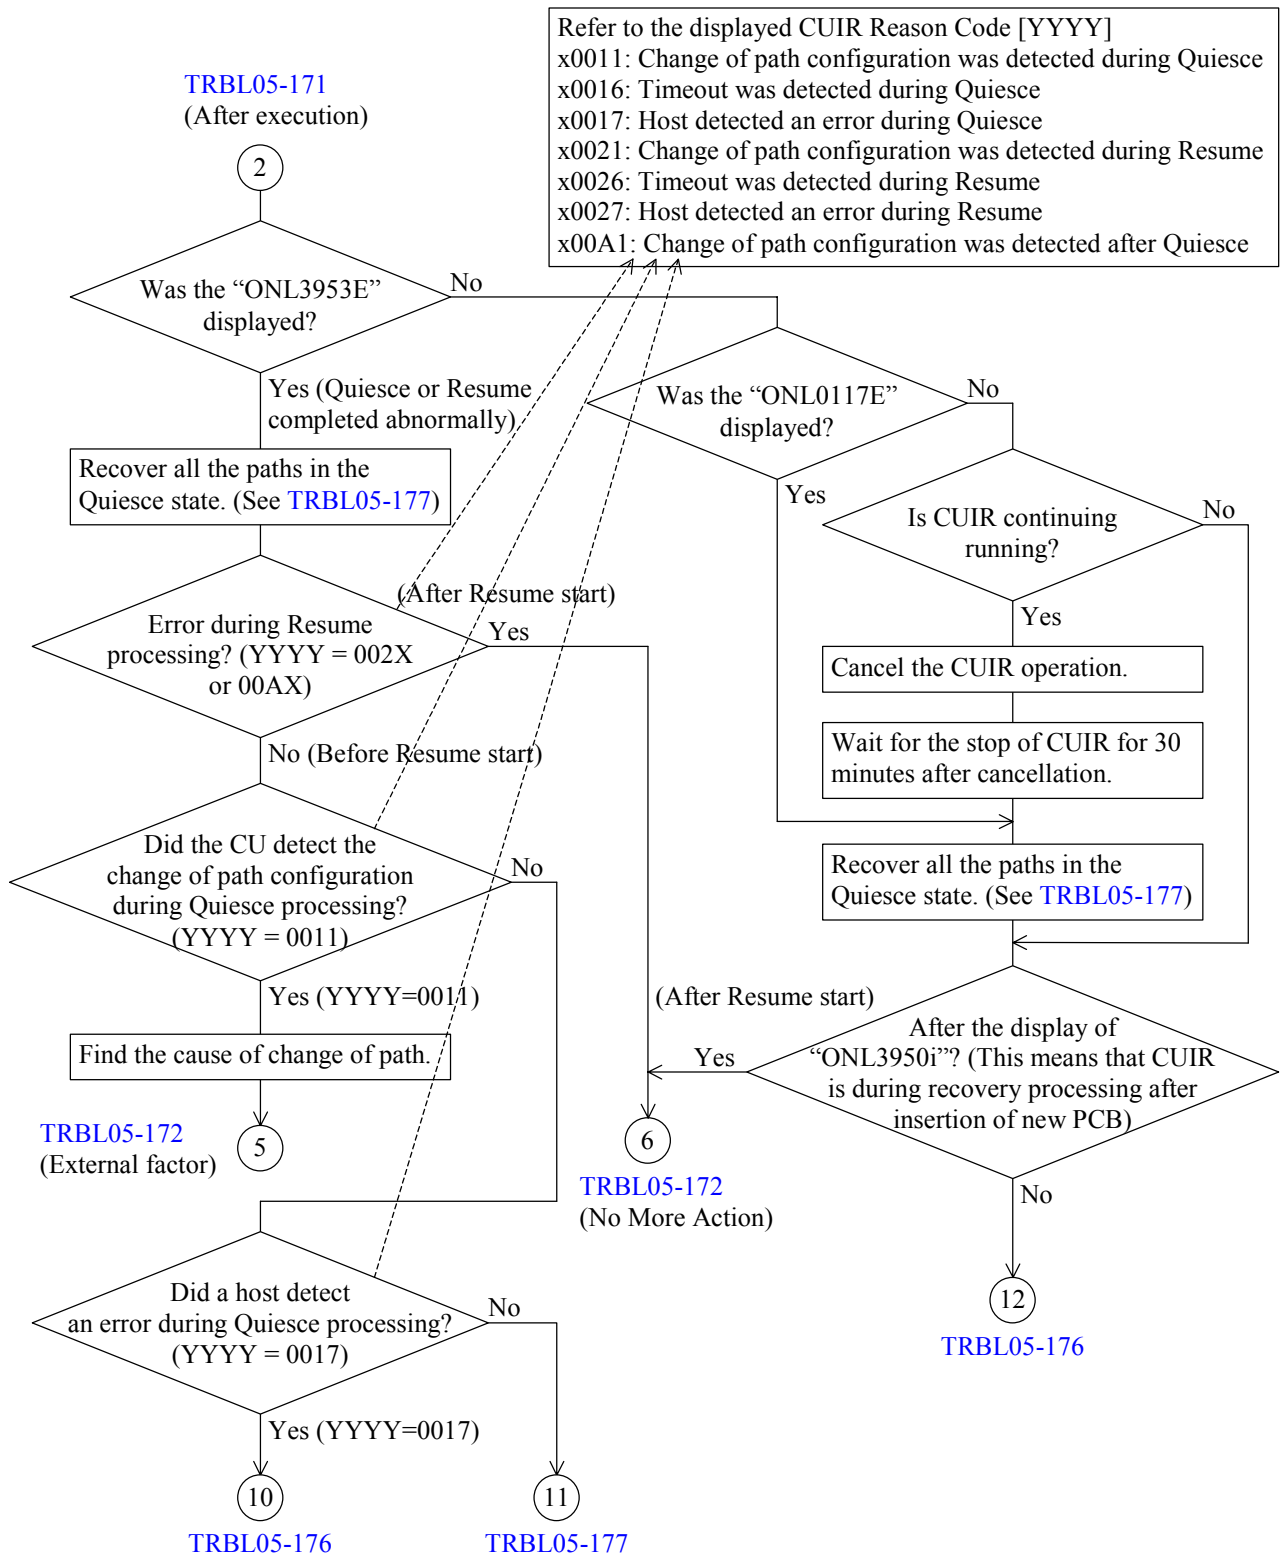 Refer to the displayed CUIR Reason Code [YYYY]
x0011: Change of path configuration was detected during Quiesce
x0016: Timeout was detected during Quiesce
x0017: Host detected an error during Quiesce
x0021: Change of path configuration was detected during Resume
x0026: Timeout was detected during Resume
x0027: Host detected an error during Resume
x00A1: Change of path configuration was detected after Quiesce
TRBL05-171
(After execution)
2
Was the “ONL3953E”
displayed?
No
Yes (Quiesce or Resume
completed abnormally)
Recover all the paths in the
Quiesce state. (See TRBL05-177)
(After Resume start)
Error during Resume
processing? (YYYY = 002X
or 00AX)
Yes
No (Before Resume start)
Did the CU detect the
change of path configuration
during Quiesce processing?
(YYYY = 0011)
No
Yes (YYYY=0011)
Find the cause of change of path.
TRBL05-172
(External factor)
5
Did a host detect
an error during Quiesce processing?
(YYYY = 0017)
No
Yes (YYYY=0017)
10
TRBL05-176
11
TRBL05-177
Was the “ONL0117E”
displayed?
No
Yes
Is CUIR continuing
running?
No
Yes
Cancel the CUIR operation.
Wait for the stop of CUIR for 30
minutes after cancellation.
Recover all the paths in the
Quiesce state. (See TRBL05-177)
(After Resume start)
After the display of
“ONL3950i”? (This means that CUIR
is during recovery processing after
insertion of new PCB)
Yes
6
TRBL05-172
(No More Action)
No
12
TRBL05-176